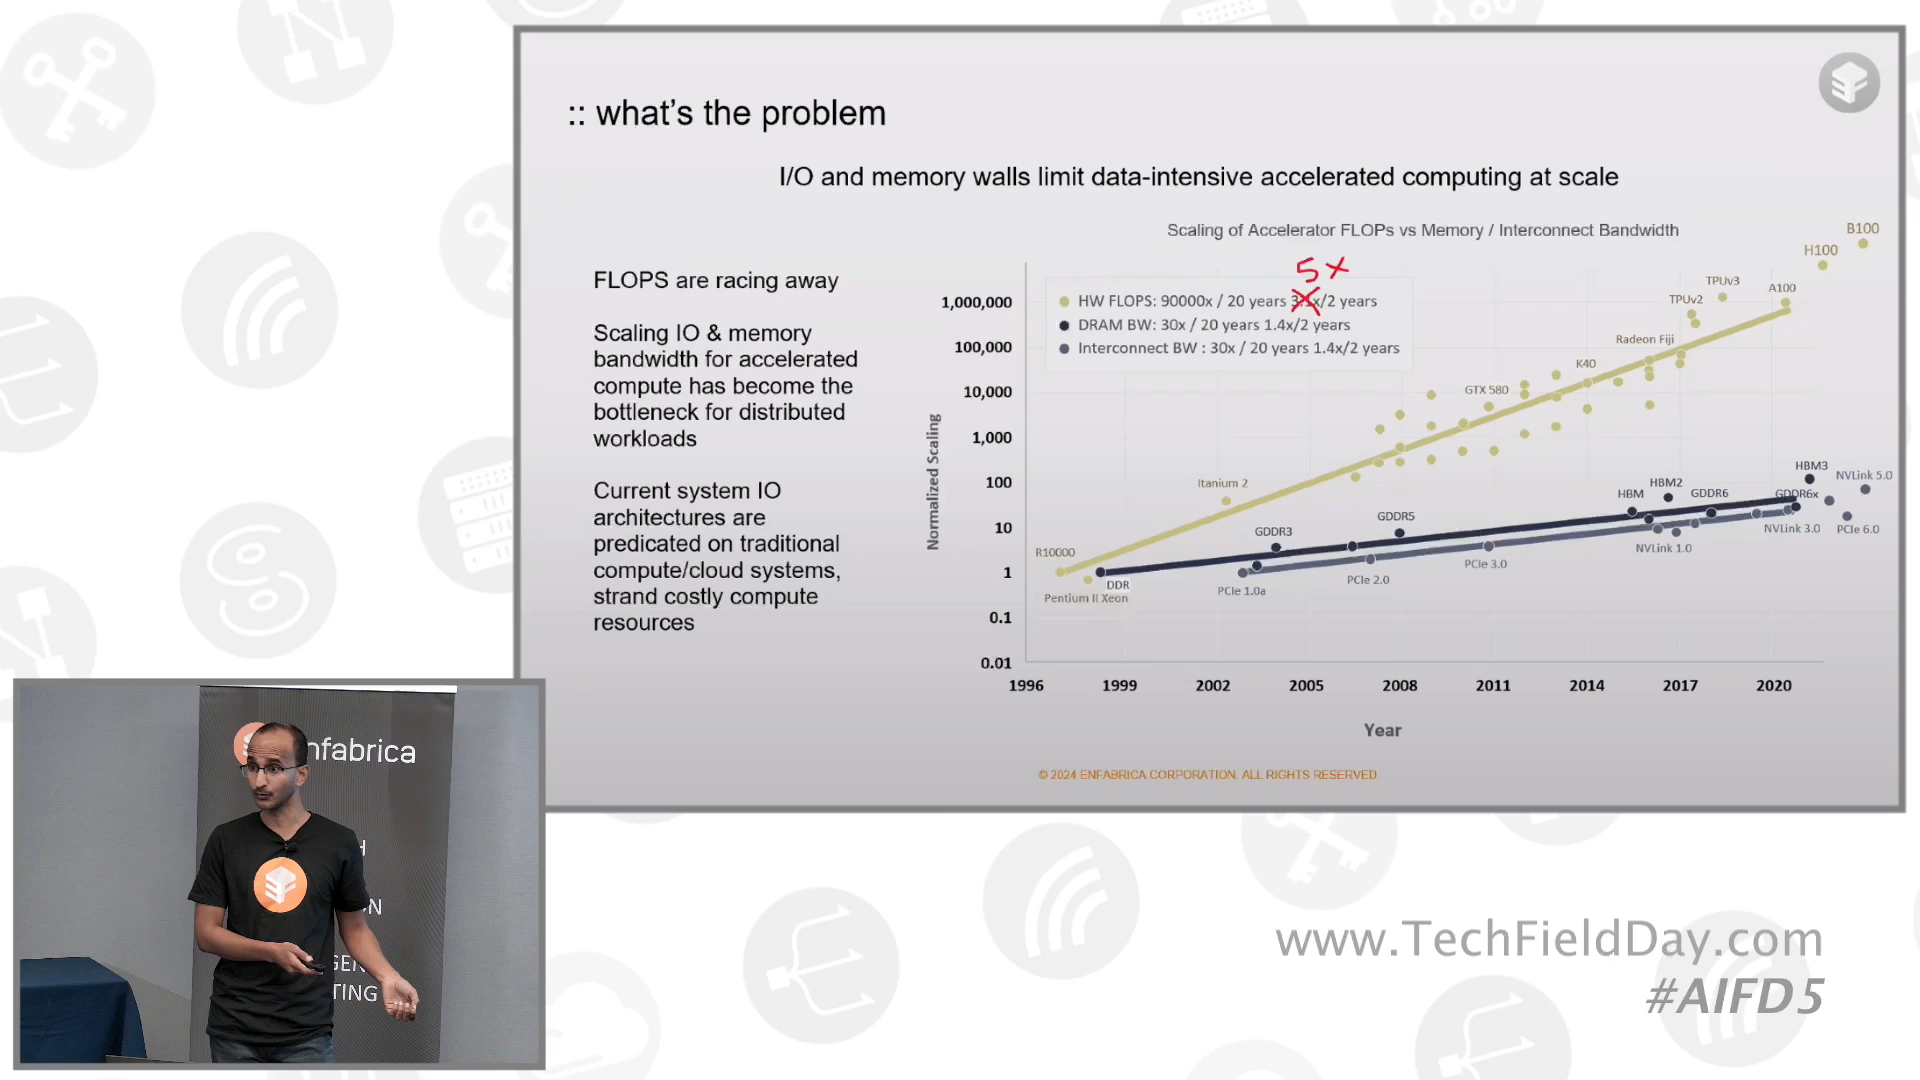 :: what's the problem
I/O and memory walls limit data-intensive accelerated computing at scale
FLOPS are racing away
Scaling IO & memory
bandwidth for accelerated
compute has become the
bottleneck for distributed
workloads
Current system IO
architectures are
predicated on traditional
compute/cloud systems,
strand costly compute
resources
Scaling of Accelerator FLOPs vs Memory / Interconnect Bandwidth
5x
HW FLOPS: 90000x / 20 years 3.1x/2 years
DRAM BW: 30x / 20 years 1.4x/2 years
Interconnect BW : 30x / 20 years 1.4x/2 years
Normalized Scaling
1,000,000
100,000
10,000
1,000
100
10
1
0.1
0.01
B100
H100
TPUv3
A100
TPUv2
Radeon Fiji
K40
GTX 580
Itanium 2
R10000
Pentium II Xeon
HBM3
NVLink 5.0
HBM2
HBM
GDDR6
GDDR6x
GDDR5
GDDR3
DDR
NVLink 3.0
PCIe 6.0
NVLink 1.0
PCIe 3.0
PCIe 2.0
PCIe 1.0a
1996 1999 2002 2005 2008 2011 2014 2017 2020
Year
© 2024 ENFABRICA CORPORATION. ALL RIGHTS RESERVED.
nfabrica
H
N
GEN
TING
www.TechFieldDay.com
#AIFD5